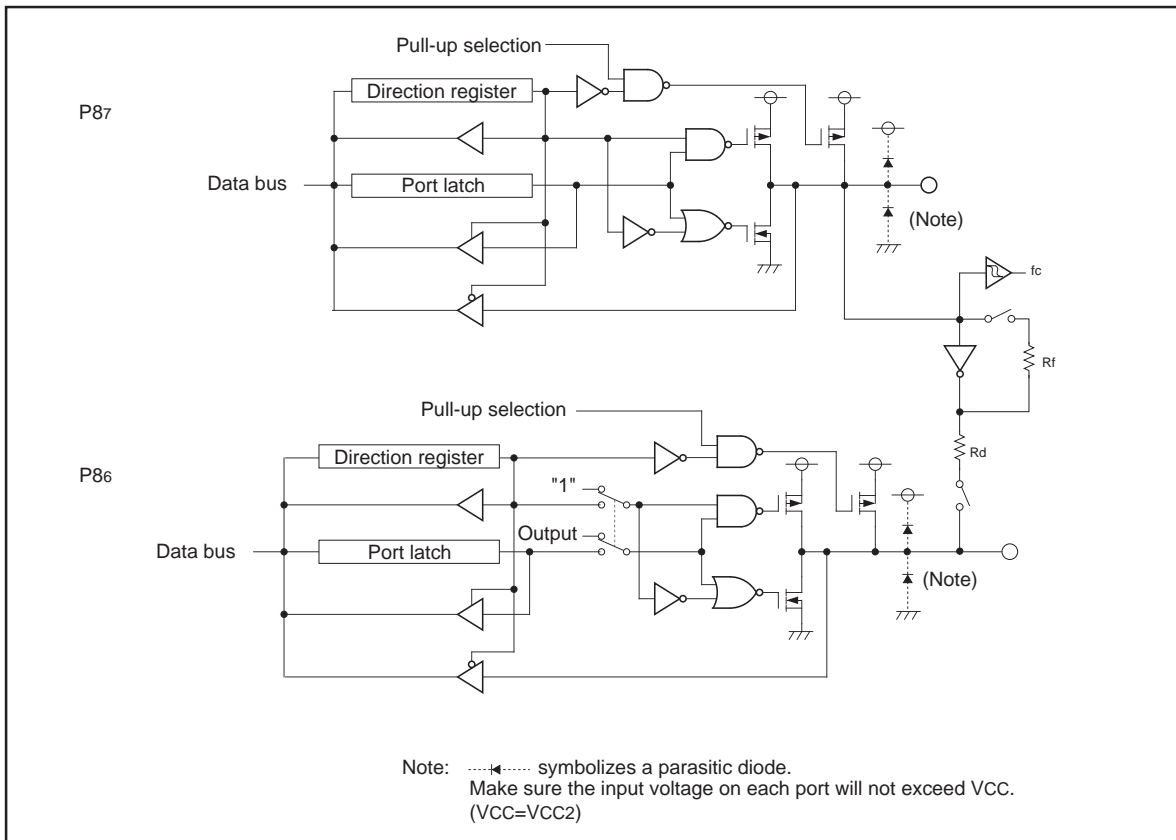 Pull-up selection
Direction register
P87
Data bus
Port latch
(Note)
fc
Rf
Pull-up selection
Rd
Direction register
P86
"1"
Output
Data bus
Port latch
(Note)
Note: symbolizes a parasitic diode.
Make sure the input voltage on each port will not exceed VCC.
(VCC=VCC2)